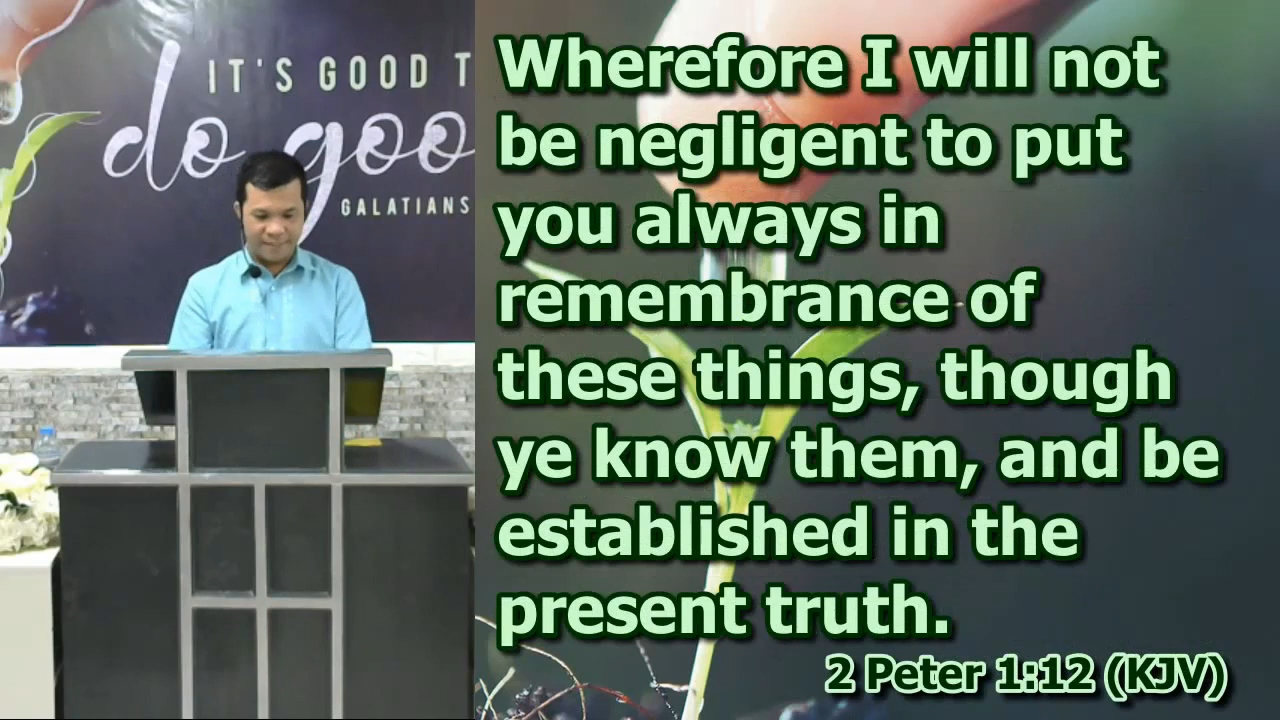 IT'S GOOD T
do goo
GALATIANS
Wherefore I will not
be negligent to put
you always in
remembrance of
these things, though
ye know them, and be
established in the
present truth.
2 Peter 1:12 (KJV)